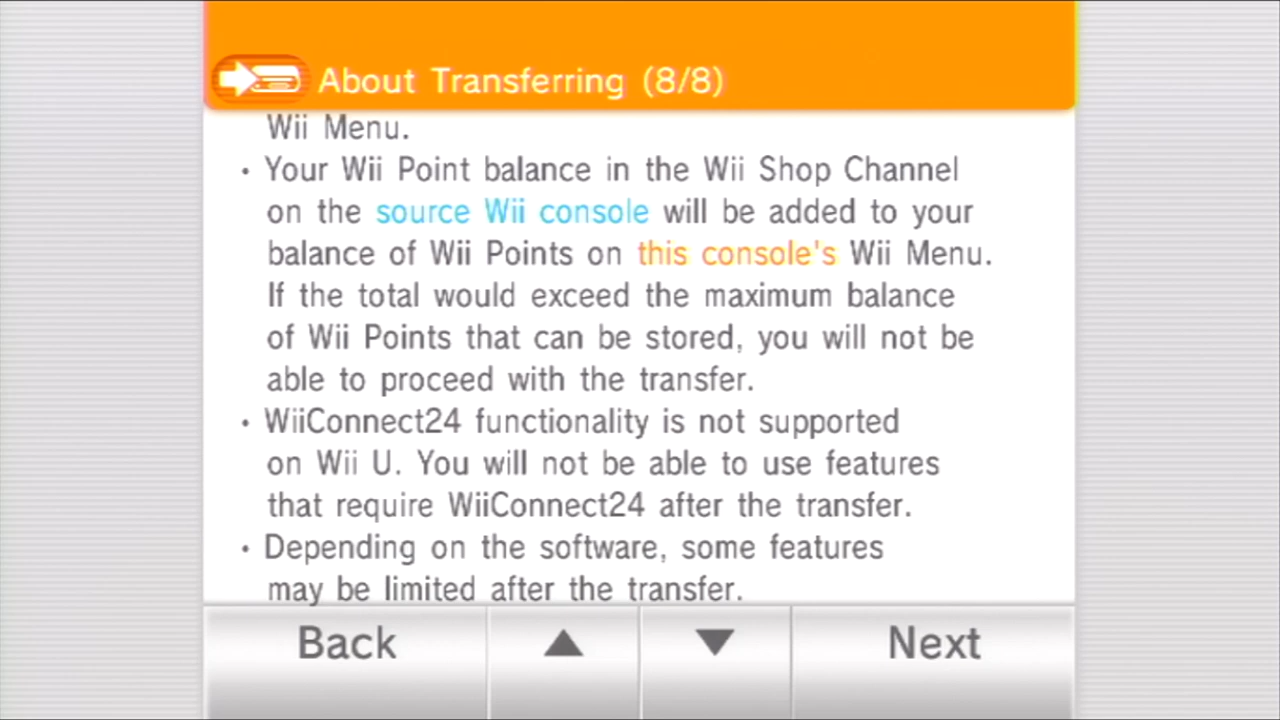 About Transferring (8/8)
Wii Menu.
• Your Wii Point balance in the Wii Shop Channel
on the source Wii console will be added to your
balance of Wii Points on this console's Wii Menu.
If the total would exceed the maximum balance
of Wii Points that can be stored, you will not be
able to proceed with the transfer.
• WiiConnect24 functionality is not supported
on Wii U. You will not be able to use features
that require WiiConnect24 after the transfer.
• Depending on the software, some features
may be limited after the transfer.
Back ▲ ▼ Next